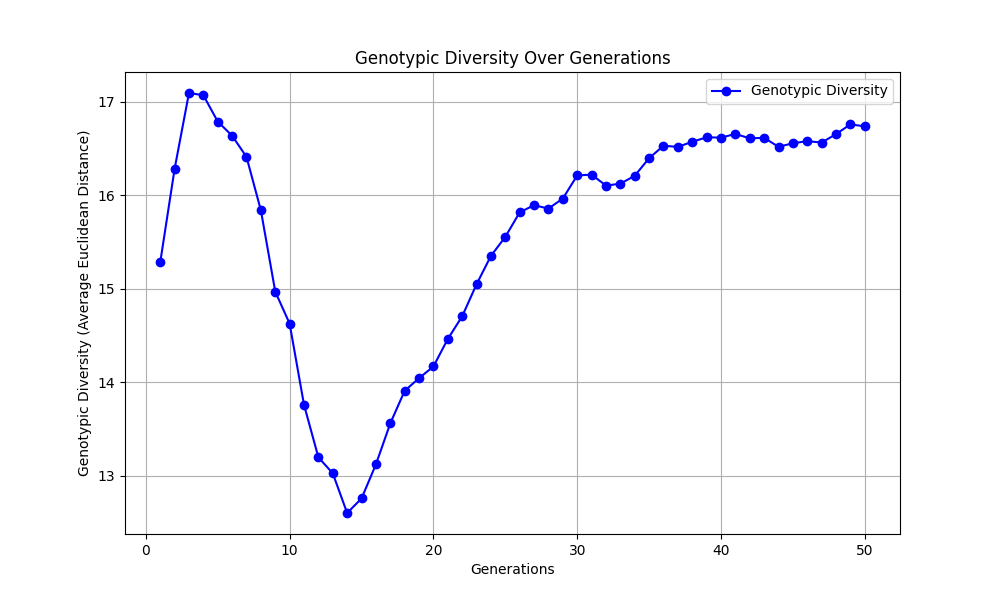 Genotypic Diversity Over Generations
Genotypic Diversity
Genotypic Diversity (Average Euclidean Distance)
17
16
15
14
13
0 10 20 30 40 50
Generations